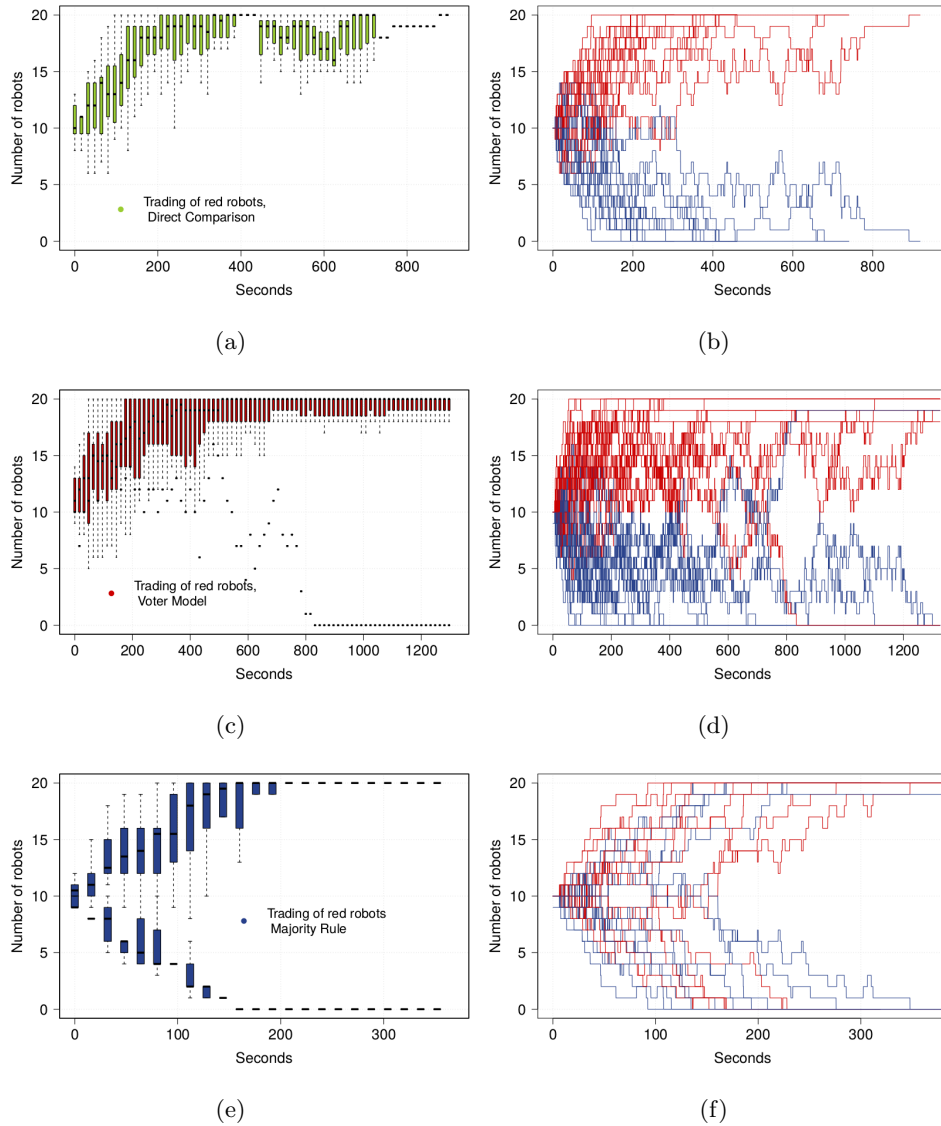 Number of robots
20
15
10
5
0
Trading of red robots,
Direct Comparison
0 200 400 600 800
Seconds
(a)
Number of robots
20
15
10
5
0
0 200 400 600 800
Seconds
(b)
Number of robots
20
15
10
5
0
Trading of red robots,
Voter Model
0 200 400 600 800 1000 1200
Seconds
(c)
Number of robots
20
15
10
5
0
0 200 400 600 800 1000 1200
Seconds
(d)
Number of robots
20
15
10
5
0
Trading of red robots
Majority Rule
0 100 200 300
Seconds
(e)
Number of robots
20
15
10
5
0
0 100 200 300
Seconds
(f)